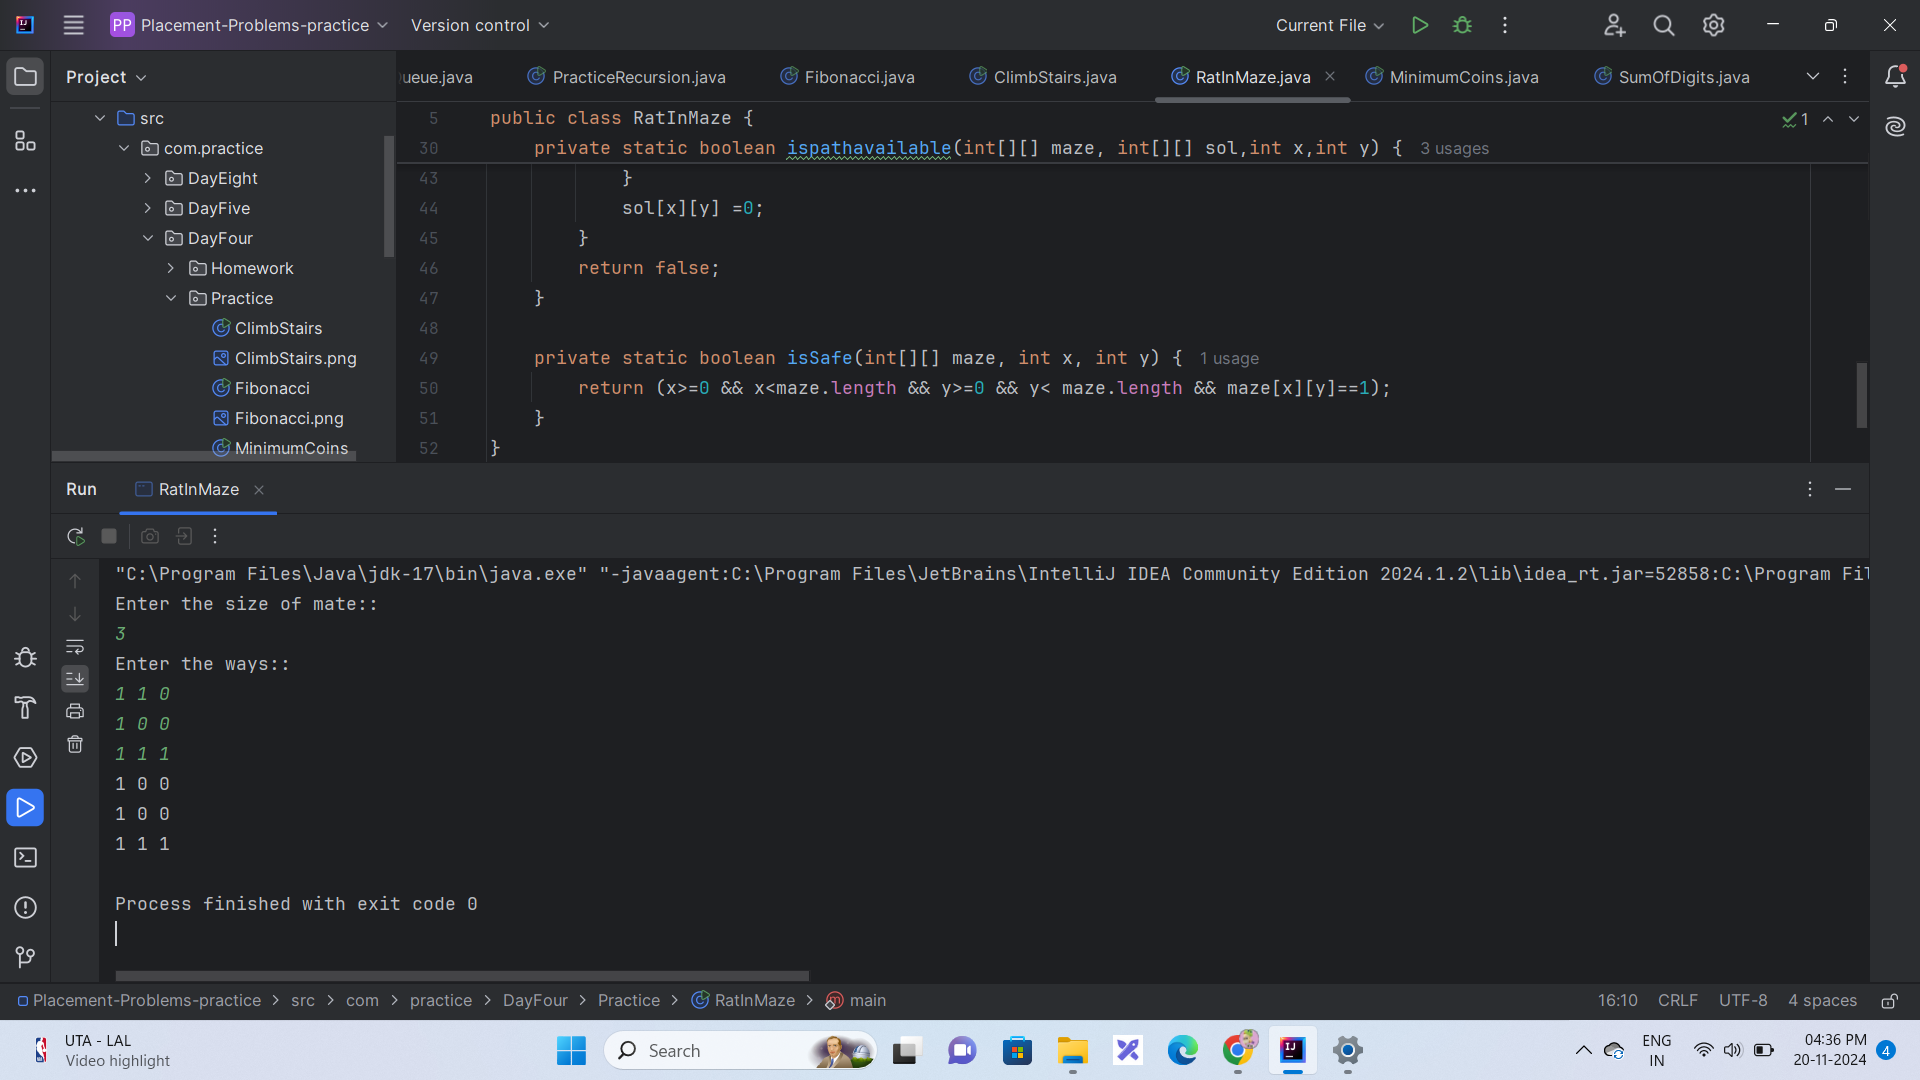 PP Placement-Problems-practice Version control Current File
Project
ueue.java PracticeRecursion.java Fibonacci.java ClimbStairs.java RatInMaze.java MinimumCoins.java SumOfDigits.java
src
com.practice
DayEight
DayFive
DayFour
Homework
Practice
ClimbStairs
ClimbStairs.png
Fibonacci
Fibonacci.png
MinimumCoins
5 public class RatInMaze {
1
30 private static boolean ispathavailable(int[][] maze, int[][] sol,int x,int y) { 3 usages
43 }
44 sol[x][y] =0;
45 }
46 return false;
47 }
48
49 private static boolean isSafe(int[][] maze, int x, int y) { 1 usage
50 return (x>=0 && x<maze.length && y>=0 && y< maze.length && maze[x][y]==1);
51 }
52 }
Run RatInMaze
"C:\Program Files\Java\jdk-17\bin\java.exe" "-javaagent:C:\Program Files\JetBrains\IntelliJ IDEA Community Edition 2024.1.2\lib\idea_rt.jar=52858:C:\Program Fil
Enter the size of mate::
3
Enter the ways::
1 1 0
1 0 0
1 1 1
1 0 0
1 0 0
1 1 1
Process finished with exit code 0
Placement-Problems-practice > src > com > practice > DayFour > Practice > RatInMaze > main 16:10 CRLF UTF-8 4 spaces
UTA - LAL
Video highlight
Search
ENG
IN
04:36 PM
20-11-2024
4